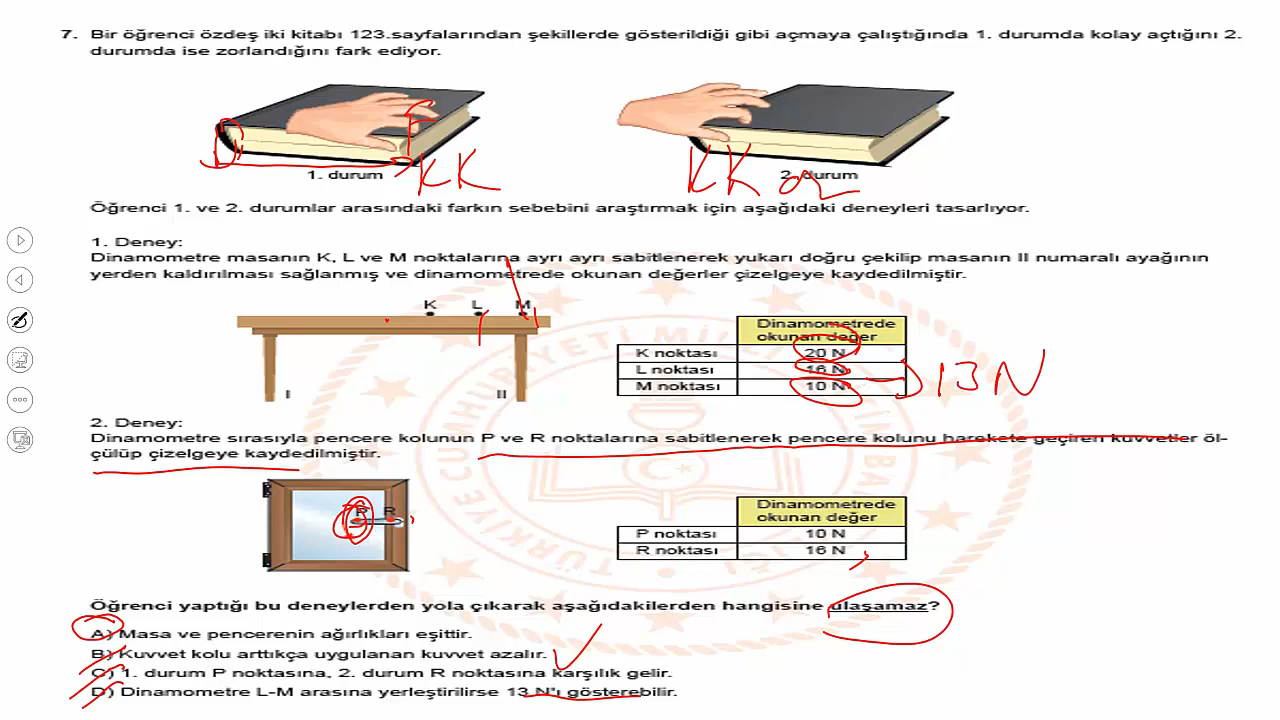 7. Bir öğrenci özdeş iki kitabı 123.sayfalarından şekillerde gösterildiği gibi açmaya çalıştığında 1. durumda kolay açtığını 2.
durumda ise zorlandığını fark ediyor.
KK
KK az
1. durum
2. durum
Öğrenci 1. ve 2. durumlar arasındaki farkın sebebini araştırmak için aşağıdaki deneyleri tasarlıyor.
1. Deney:
Dinamometre masanın K, L ve M noktalarına ayrı ayrı sabitlenerek yukarı doğru çekilip masanın II numaralı ayağının
yerden kaldırılması sağlanmış ve dinamometrede okunan değerler çizelgeye kaydedilmiştir.
K L M
I II
Dinamometrede
okunan değer
K noktası 20 N
L noktası 16 N
M noktası 10 N
13 N
2. Deney:
Dinamometre sırasıyla pencere kolunun P ve R noktalarına sabitlenerek pencere kolunu harekete geçiren kuvvetler öl-
çülüp çizelgeye kaydedilmiştir.
P R
Dinamometrede
okunan değer
P noktası 10 N
R noktası 16 N
Öğrenci yaptığı bu deneylerden yola çıkarak aşağıdakilerden hangisine ulaşamaz?
A) Masa ve pencerenin ağırlıkları eşittir.
B) Kuvvet kolu arttıkça uygulanan kuvvet azalır.
C) 1. durum P noktasına, 2. durum R noktasına karşılık gelir.
D) Dinamometre L-M arasına yerleştirilirse 13 N'ı gösterebilir.